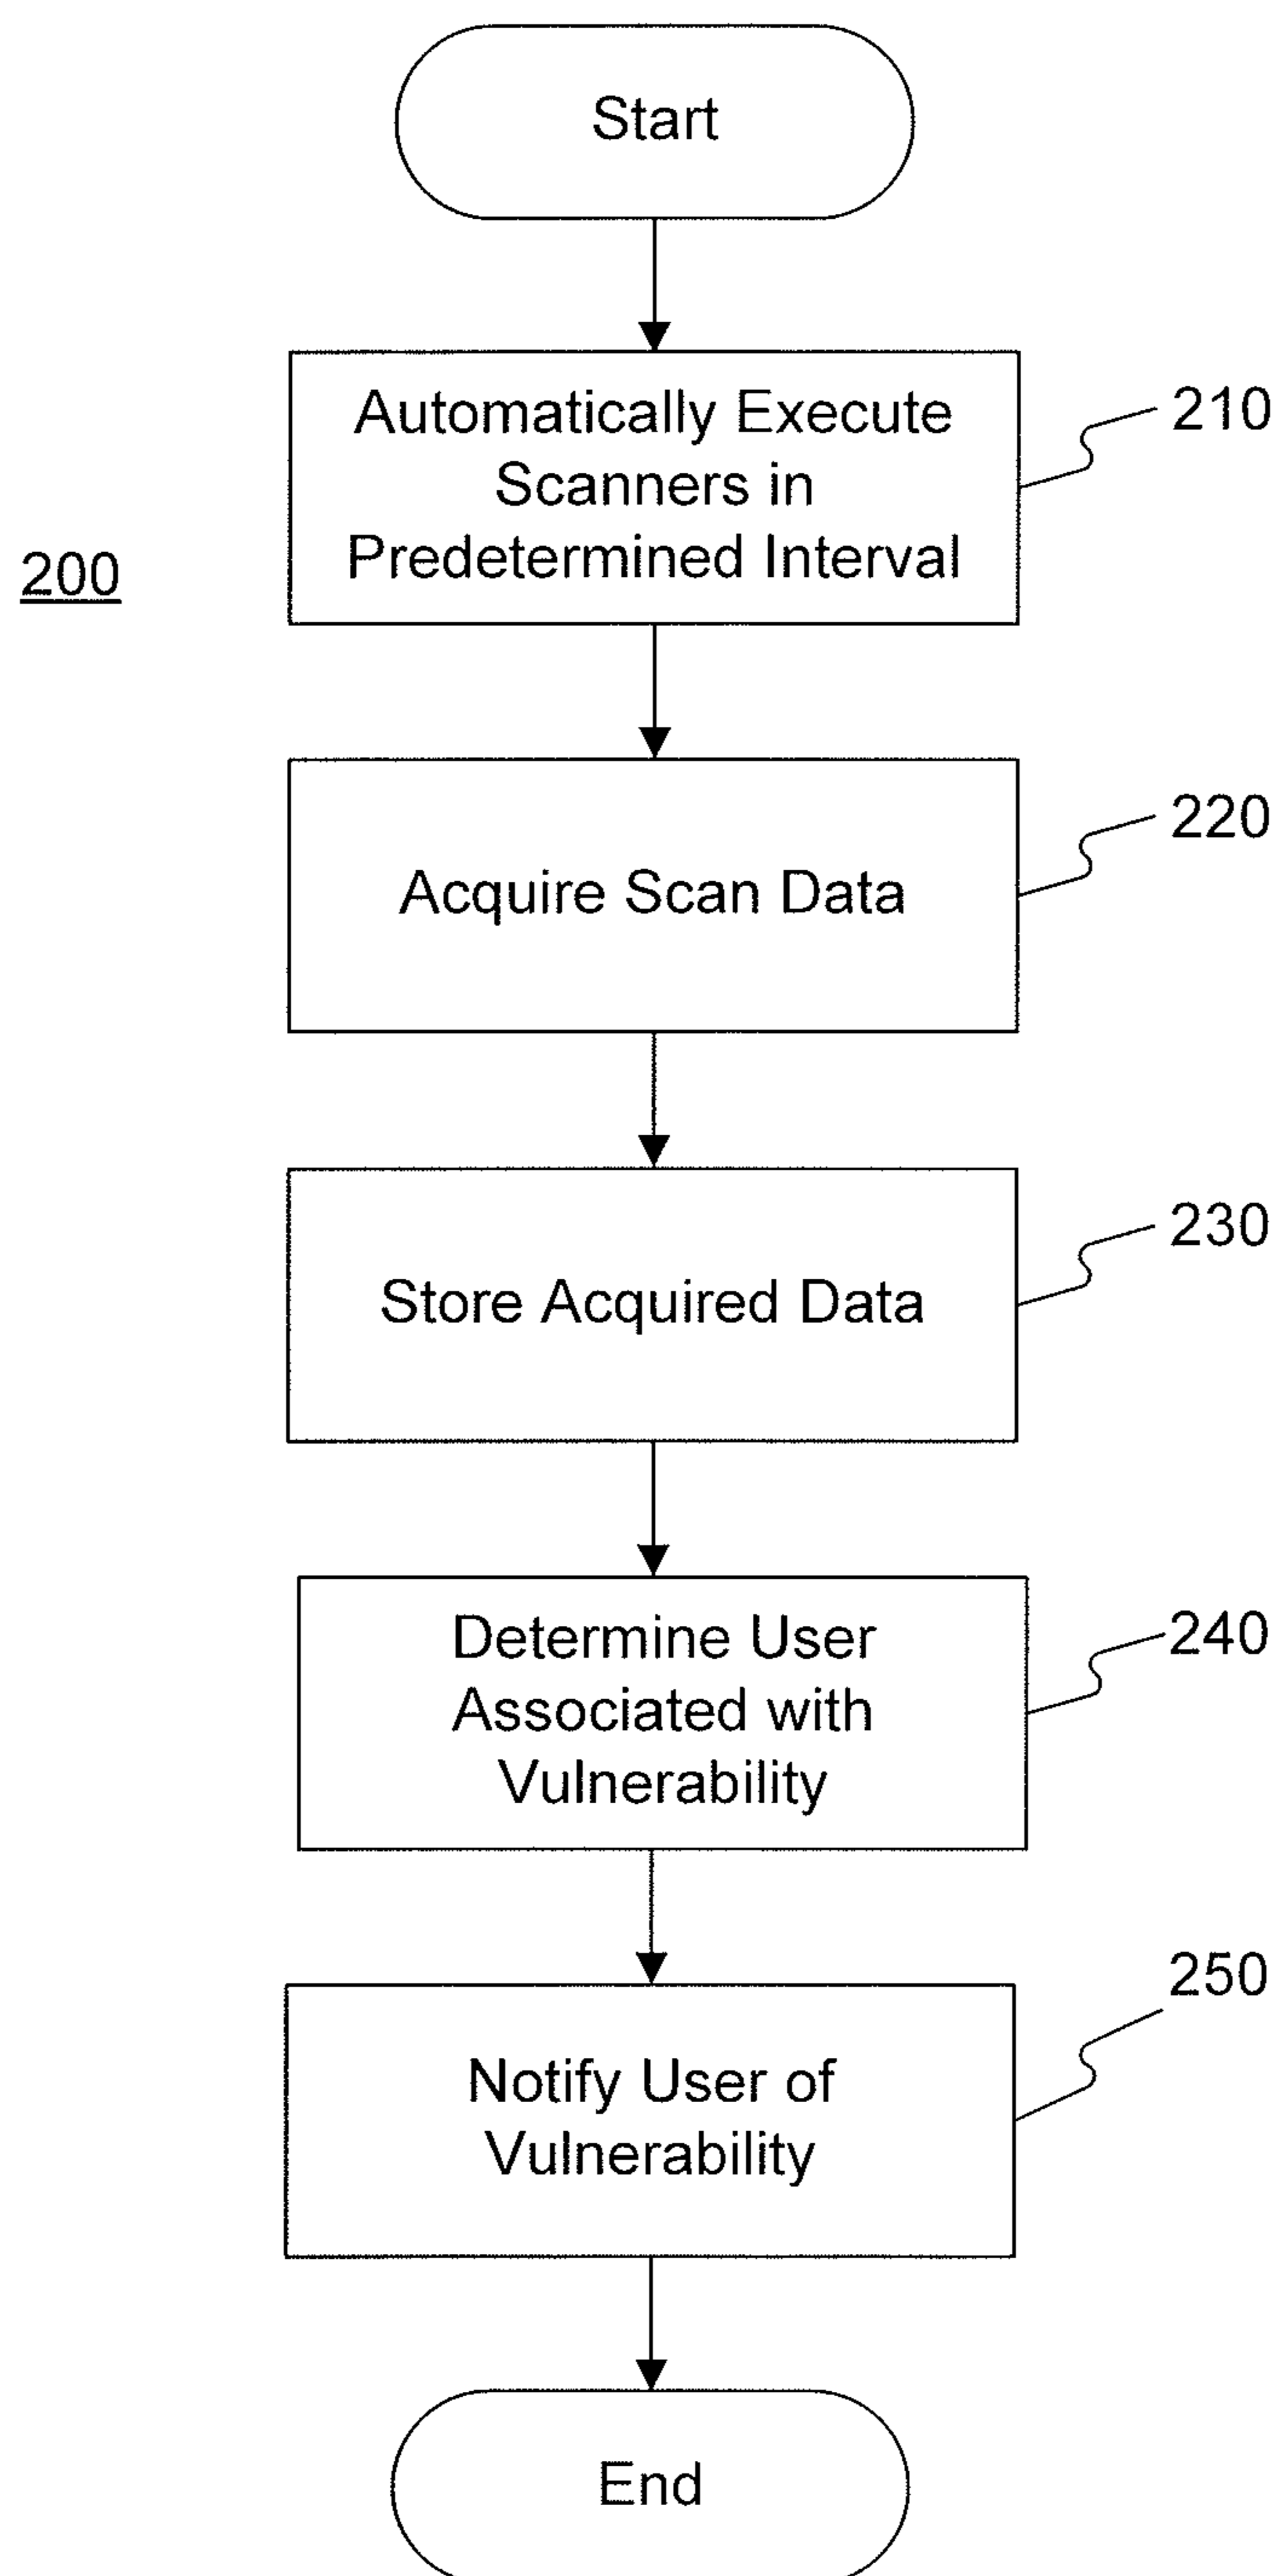 Start
Automatically Execute
Scanners in
Predetermined Interval
210
200
Acquire Scan Data
220
Store Acquired Data
230
Determine User
Associated with
Vulnerability
240
Notify User of
Vulnerability
250
End